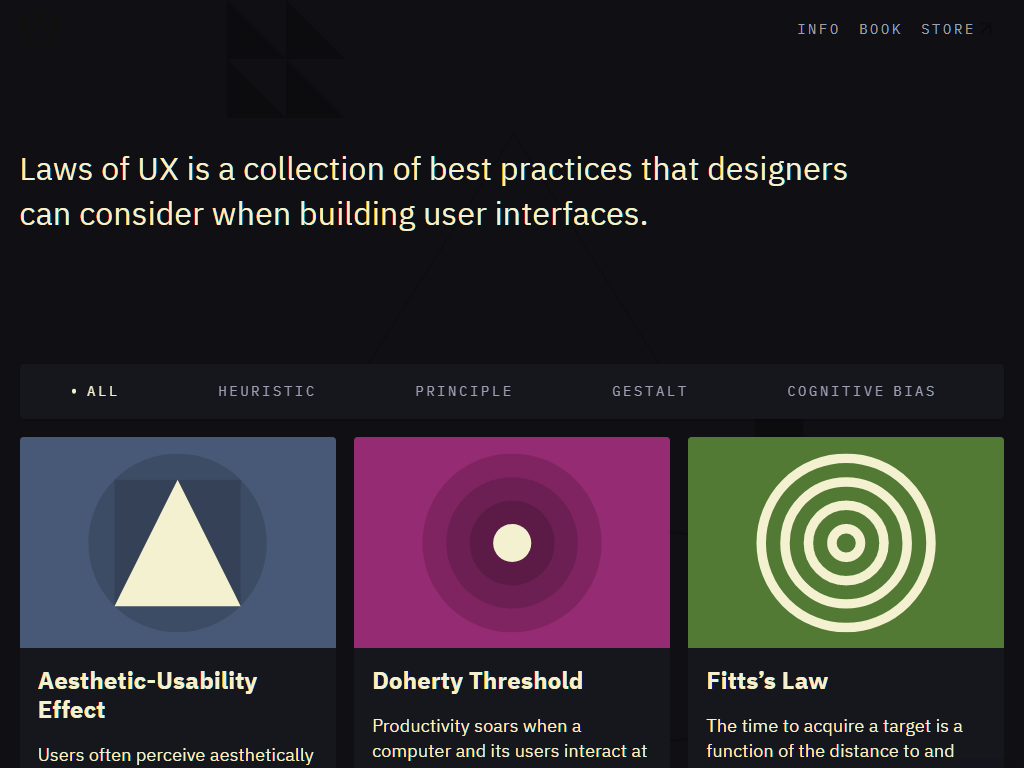 INFO BOOK STORE
Laws of UX is a collection of best practices that designers
can consider when building user interfaces.
• ALL HEURISTIC PRINCIPLE GESTALT COGNITIVE BIAS
Aesthetic-Usability
Effect
Users often perceive aesthetically
Doherty Threshold
Productivity soars when a
computer and its users interact at
Fitts’s Law
The time to acquire a target is a
function of the distance to and